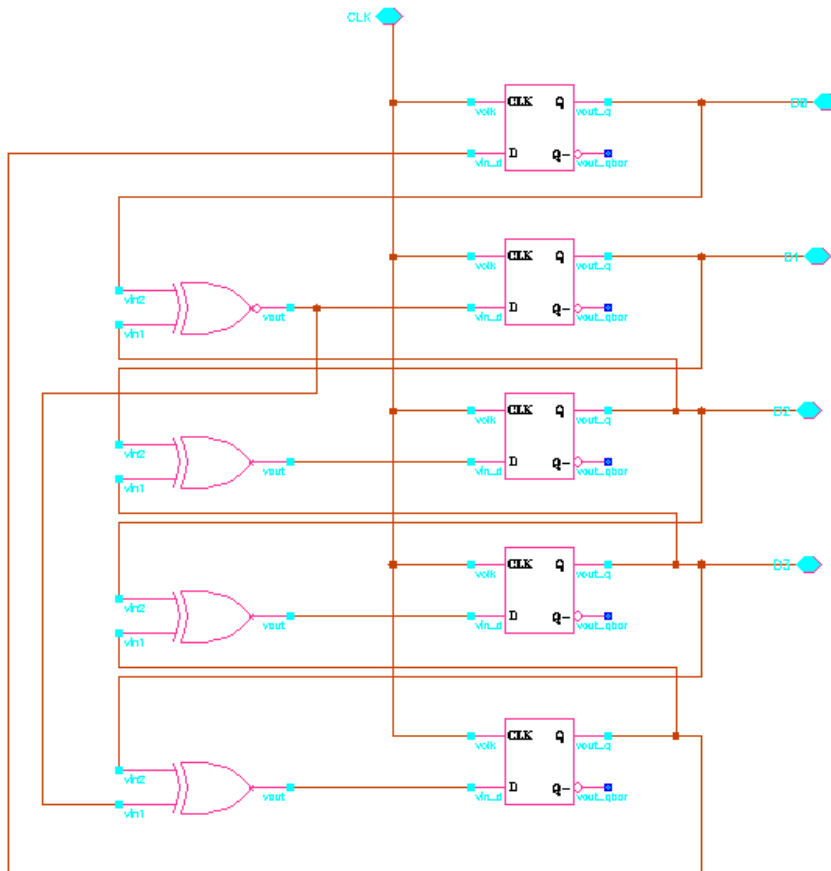 CLK
D0
CLK Q
vclk vout_q
D Q-
vin_d vout_qbar
D1
CLK Q
vclk vout_q
D Q-
vin2
vin1
vout
vin_d vout_qbar
D2
CLK Q
vclk vout_q
D Q-
vin2
vin1
vout
vin_d vout_qbar
D3
CLK Q
vclk vout_q
D Q-
vin2
vin1
vout
vin_d vout_qbar
CLK Q
vclk vout_q
D Q-
vin2
vin1
vout
vin_d vout_qbar